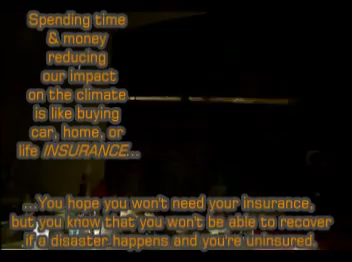 Spending time
& money
reducing
our impact
on the climate
is like buying
car, home, or
life INSURANCE...
...You hope you won't need your insurance,
but you know that you won't be able to recover
if a disaster happens and you're uninsured.